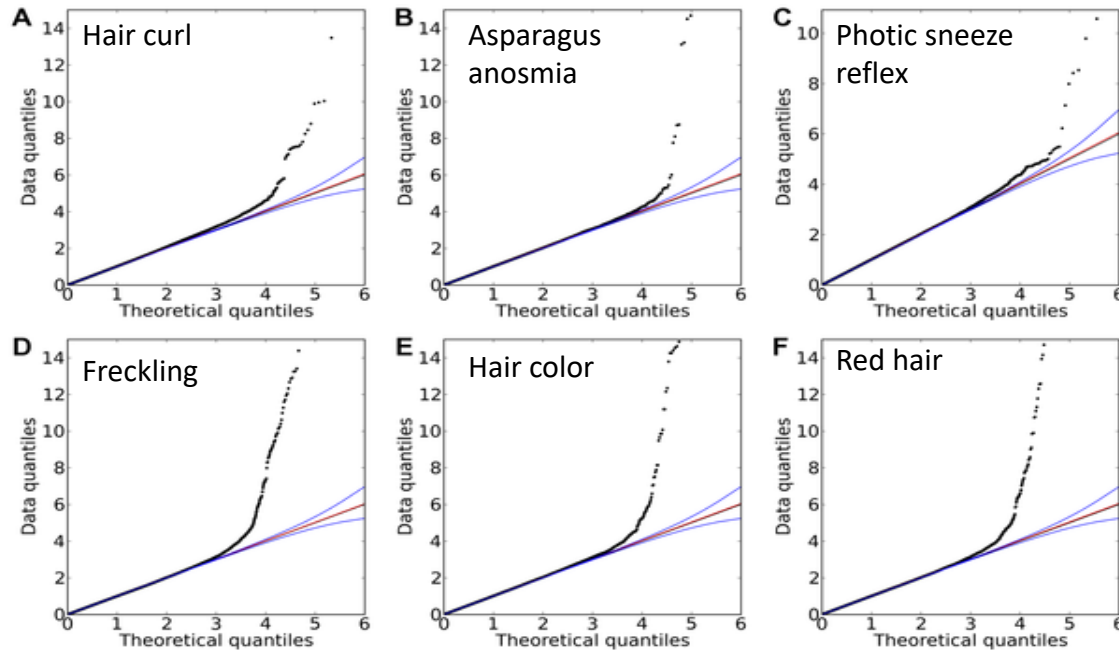 A
Hair curl
14
12
10
8
6
4
2
0
Data quantiles
0 1 2 3 4 5 6
Theoretical quantiles
B
Asparagus
anosmia
14
12
10
8
6
4
2
0
Data quantiles
0 1 2 3 4 5 6
Theoretical quantiles
C
Photic sneeze
reflex
10
8
6
4
2
0
Data quantiles
0 1 2 3 4 5 6
Theoretical quantiles
D
Freckling
14
12
10
8
6
4
2
0
Data quantiles
0 1 2 3 4 5 6
Theoretical quantiles
E
Hair color
14
12
10
8
6
4
2
0
Data quantiles
0 1 2 3 4 5 6
Theoretical quantiles
F
Red hair
14
12
10
8
6
4
2
0
Data quantiles
0 1 2 3 4 5 6
Theoretical quantiles